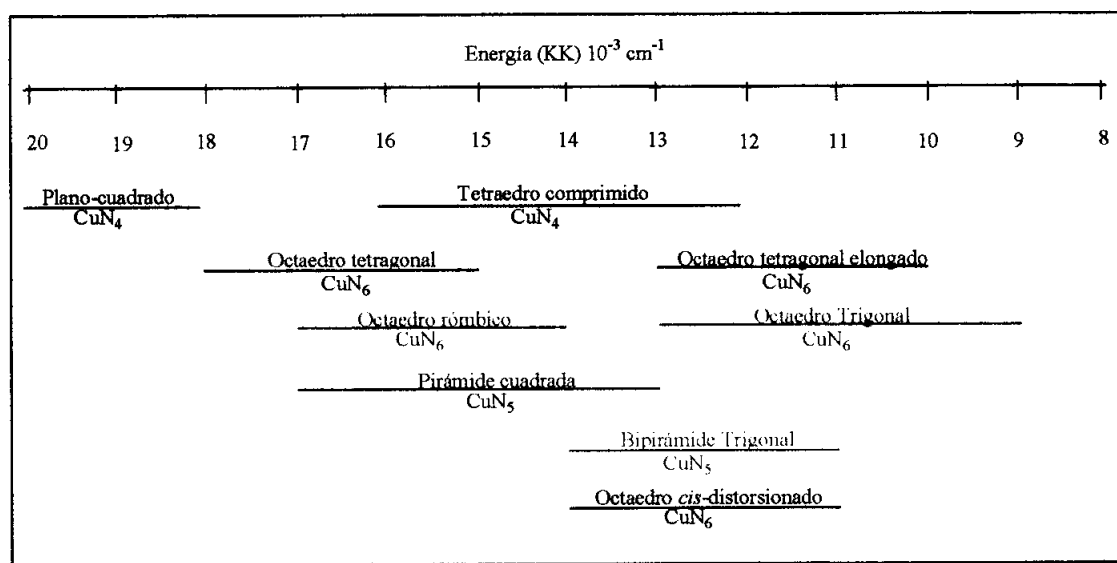 Energía (KK) 10⁻³ cm⁻¹
20 19 18 17 16 15 14 13 12 11 10 9 8
Plano-cuadrado Tetraedro comprimido
CuN₄ CuN₄
Octaedro tetragonal Octaedro tetragonal elongado
CuN₆ CuN₆
Octaedro rómbico Octaedro Trigonal
CuN₆ CuN₆
Pirámide cuadrada
CuN₅
Bipirámide Trigonal
CuN₅
Octaedro cis-distorsionado
CuN₆